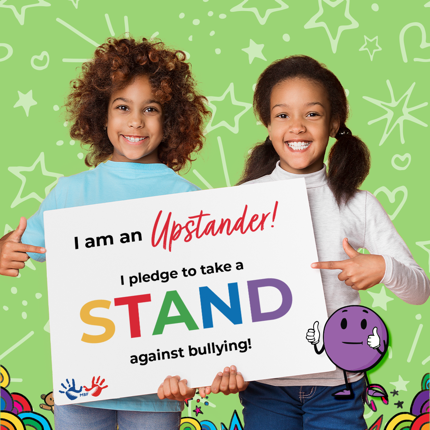 I am an Upstander!
I pledge to take a
STAND
against bullying!